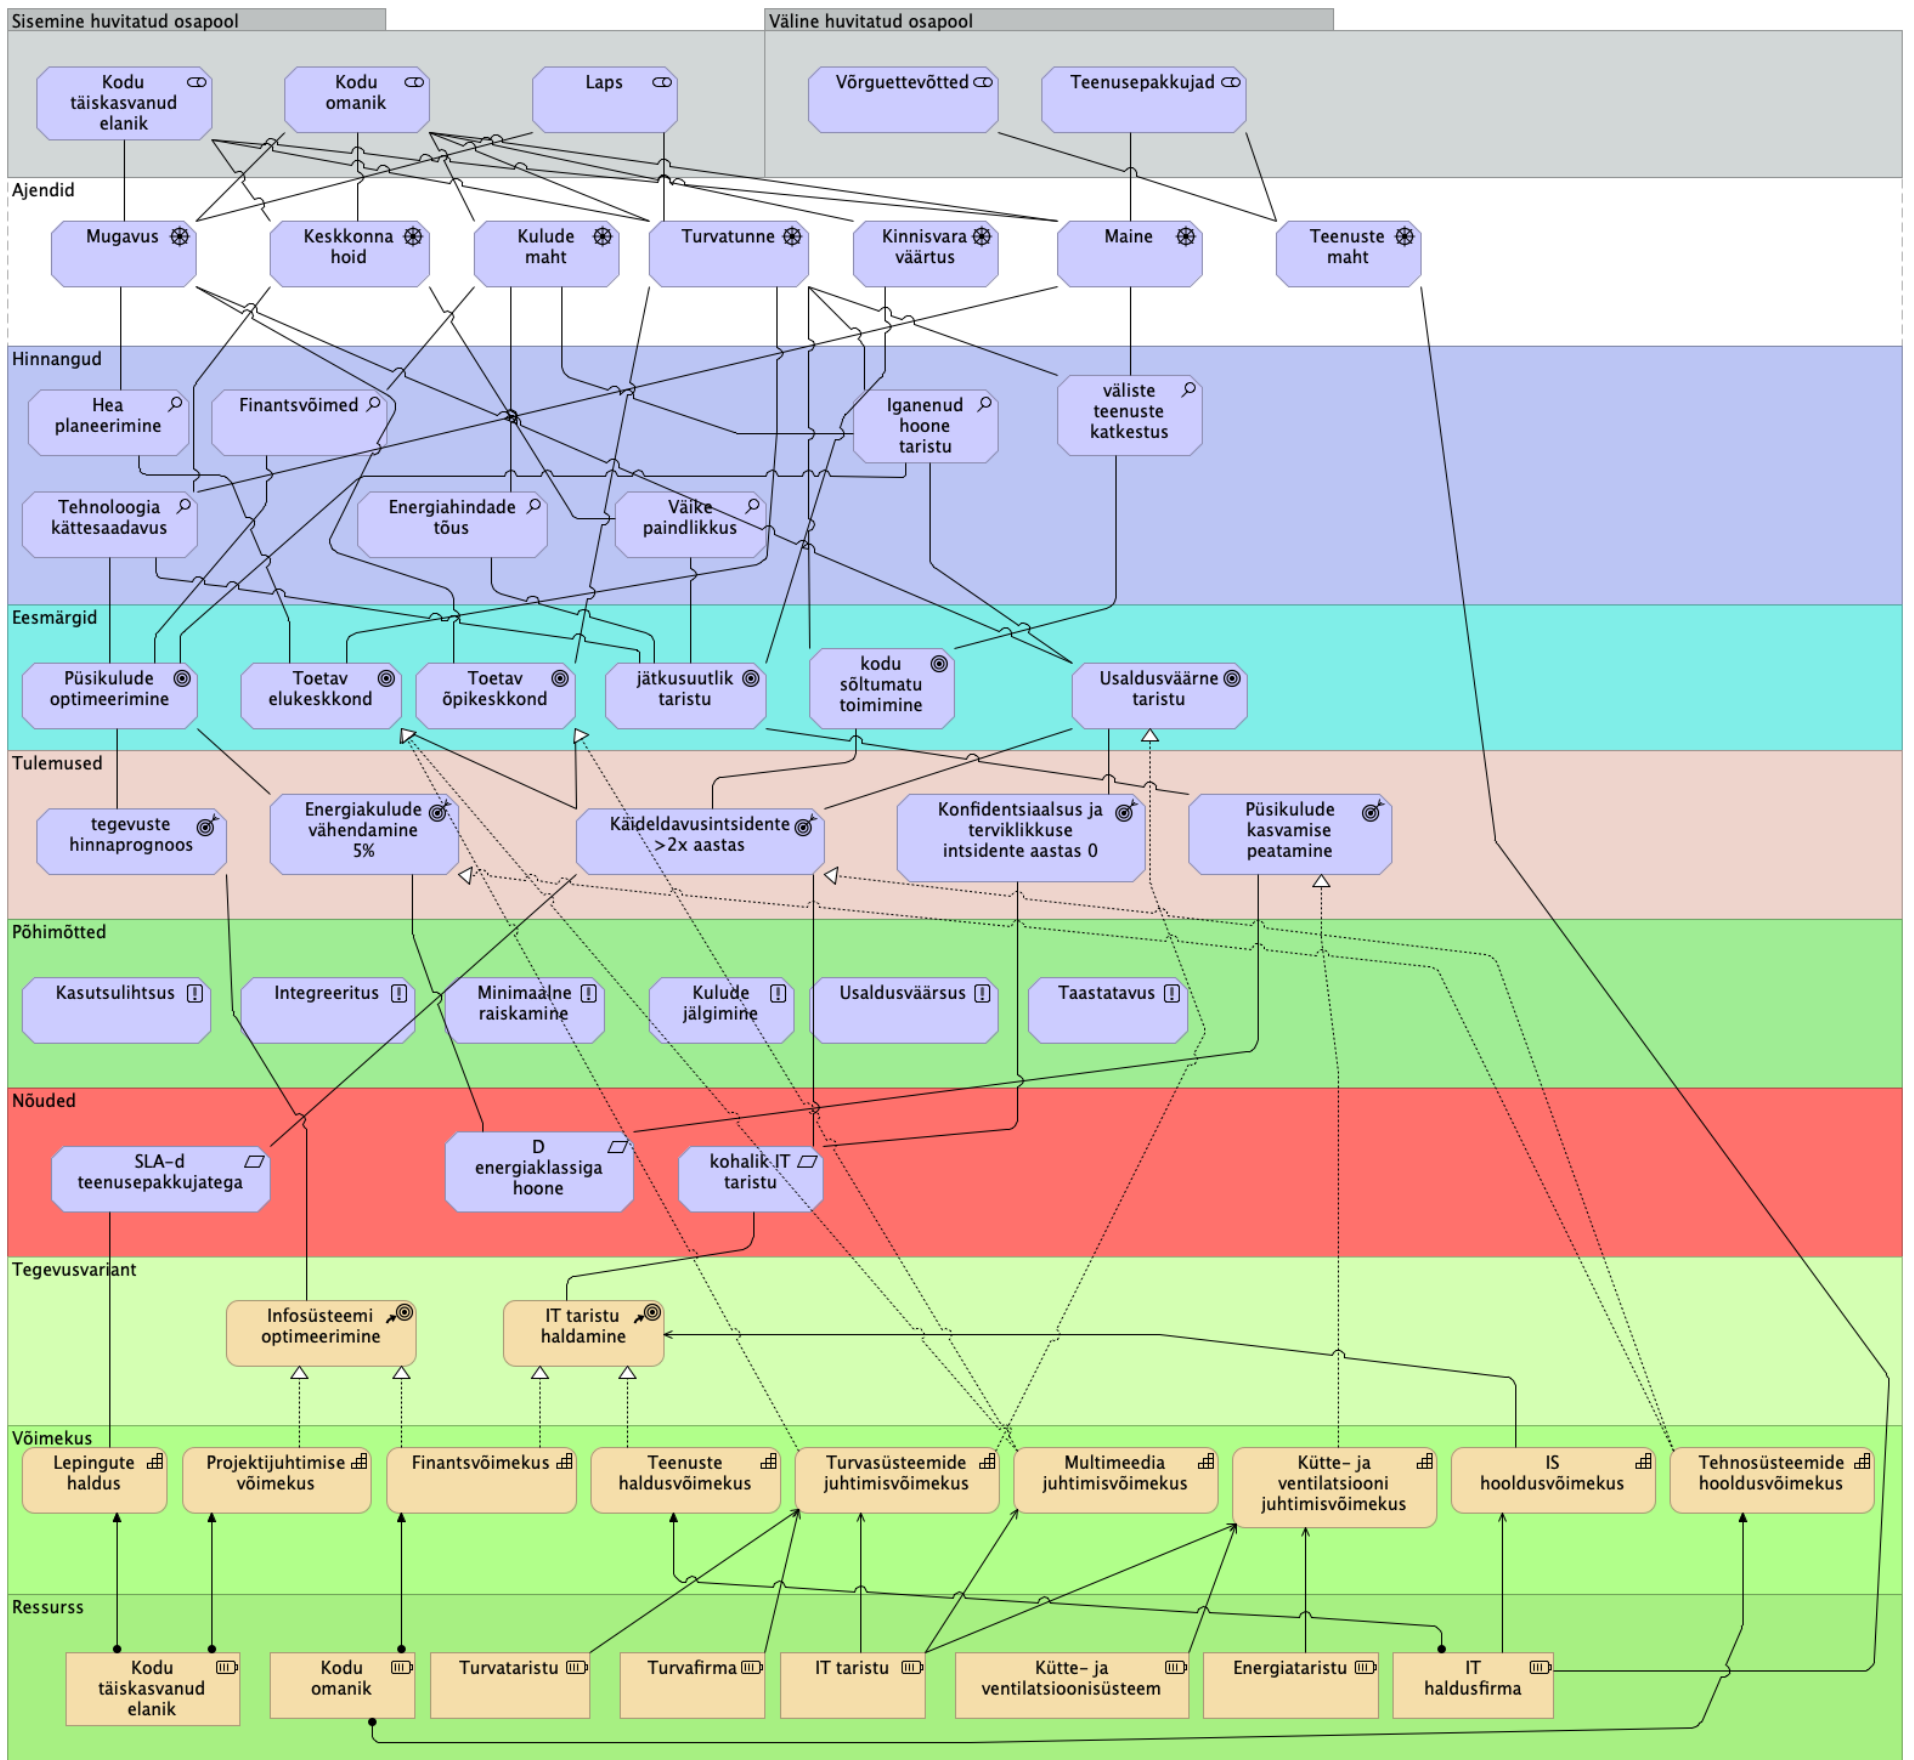 Sisemine huvitatud osapool
Väline huvitatud osapool
Kodu
täiskasvanud
elanik
Kodu
omanik
Laps
Võrguettevõtted
Teenusepakkujad
Ajendid
Mugavus
Keskkonna
hoid
Kulude
maht
Turvatunne
Kinnisvara
väärtus
Maine
Teenuste
maht
Hinnangud
Hea
planeerimine
Finantsvõimed
Iganenud
hoone
taristu
väliste
teenuste
katkestus
Tehnoloogia
kättesaadavus
Energiahindade
tõus
Väike
paindlikkus
Eesmärgid
Püsikulude
optimeerimine
Toetav
elukeskkond
Toetav
õpikeskkond
jätkusuutlik
taristu
kodu
sõltumatu
toimimine
Usaldusväärne
taristu
Tulemused
tegevuste
hinnaprognoos
Energiakulude
vähendamine
5%
Käideldavusintsidente
>2x aastas
Konfidentsiaalsus ja
terviklikkuse
intsidente aastas 0
Püsikulude
kasvamise
peatamine
Põhimõtted
Kasutsulihtsus
Integreeritus
Minimaalne
raiskamine
Kulude
jälgimine
Usaldusväärsus
Taastatavus
Nõuded
SLA-d
teenusepakkujatega
D
energiaklassiga
hoone
kohalik IT
taristu
Tegevusvariant
Infosüsteemi
optimeerimine
IT taristu
haldamine
Võimekus
Lepingute
haldus
Projektijuhtimise
võimekus
Finantsvõimekus
Teenuste
haldusvõimekus
Turvasüsteemide
juhtimisvõimekus
Multimeedia
juhtimisvõimekus
Kütte- ja
ventilatsiooni
juhtimisvõimekus
IS
hooldusvõimekus
Tehnosüsteemide
hooldusvõimekus
Ressurss
Kodu
täiskasvanud
elanik
Kodu
omanik
Turvataristu
Turvafirma
IT taristu
Kütte- ja
ventilatsioonisüsteem
Energiataristu
IT
haldusfirma